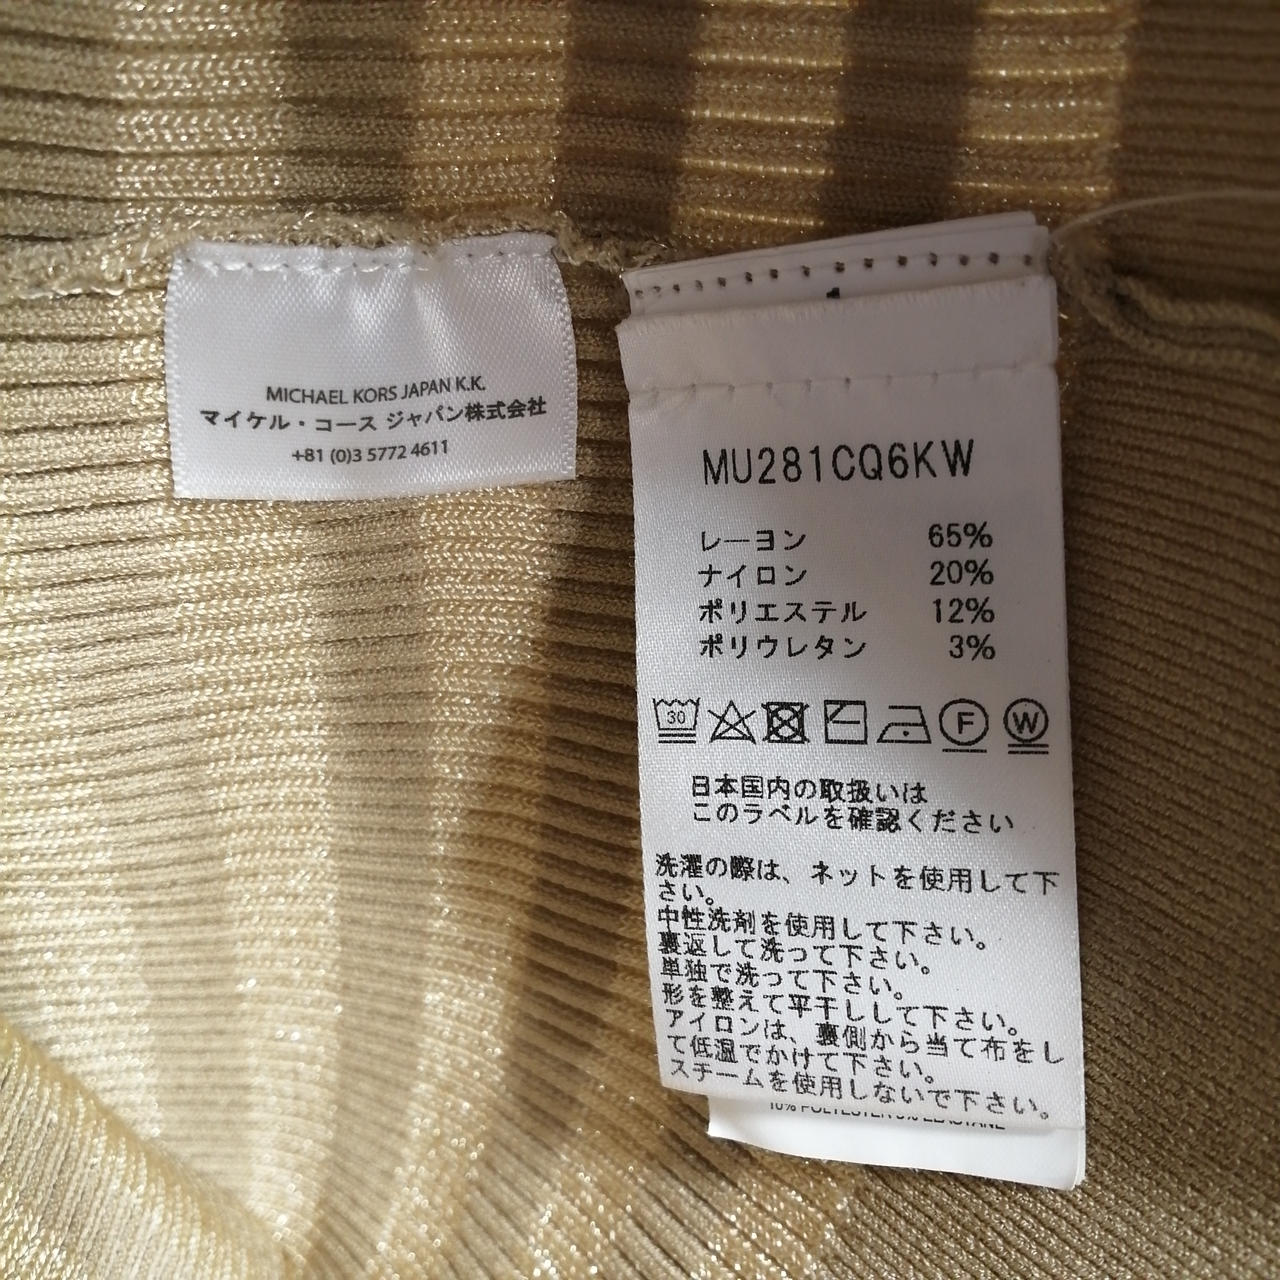 MICHAEL KORS JAPAN K.K.
マイケル・コース ジャパン株式会社
+81 (0)3 5772 4611
MU281CQ6KW
レーヨン 65%
ナイロン 20%
ポリエステル 12%
ポリウレタン 3%
30
F
W
日本国内の取扱いは
このラベルを確認ください
洗濯の際は、ネットを使用して下
さい。
中性洗剤を使用して下さい。
裏返して洗って下さい。
単独で洗って下さい。
形を整えて平干しして下さい。
アイロンは、裏側から当て布をし
て低温でかけて下さい。
スチームを使用しないで下さい。
POLYESTER